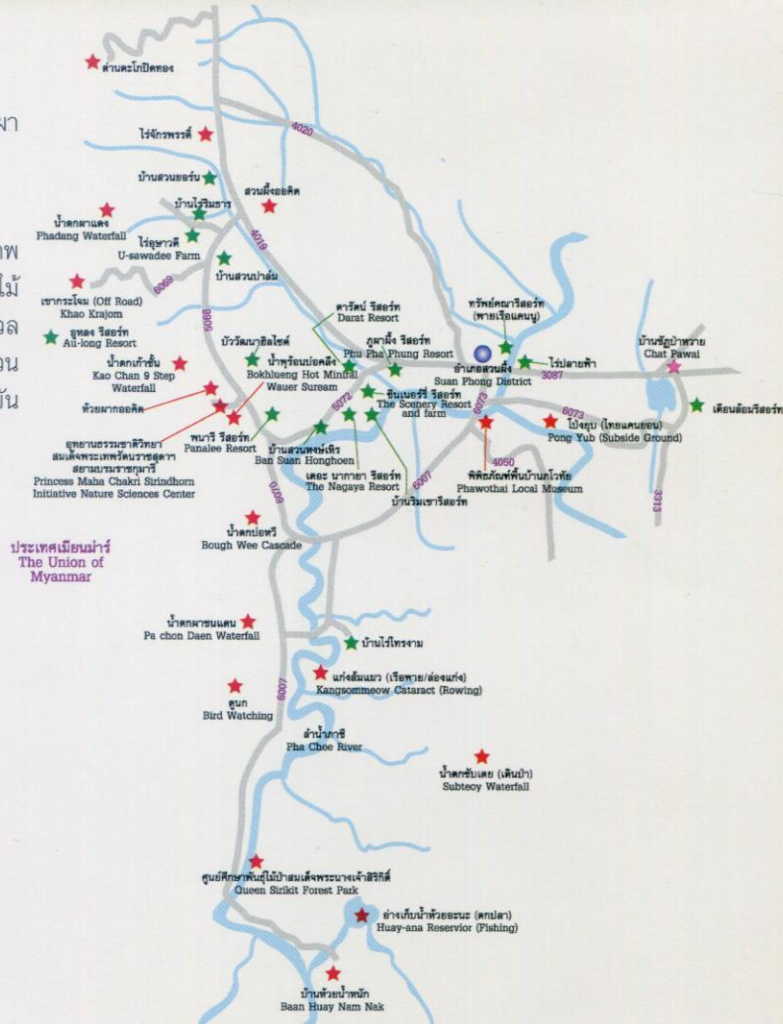 ด่านตะโกปิดทอง
4020
ไร่จักรพรรดิ์
บ้านสวนยอร์น
สวนผึ้งออคิด
บ้านไร่ริมธาร
น้ำตกผาแดง
Phadang Waterfall
ไร่อุษาวดี
U-sawadee Farm
4019
บ้านสวนปาล์ม
6069
เขากระโจม (Off Road)
Khao Krajom
อูหลง รีสอร์ท
Au-long Resort
6068
บัววัฒนาฮิลไซด์
ดารัตน์ รีสอร์ท
Darat Resort
ภูผาผึ้ง รีสอร์ท
Phu Pha Phung Resort
ทรัพย์คณารีสอร์ท
(พายเรือแคนนู)
อำเภอสวนผึ้ง
Suan Phong District
ไร่ปลายฟ้า
3087
บ้านชัฏป่าหวาย
Chat Pawai
น้ำตกเก้าชั้น
Kao Chan 9 Step
Waterfall
น้ำพุร้อนบ่อคลึง
Bokhlueng Hot Minfral
Wauer Suream
ห้วยผากออคิด
5072
ซีนเนอร์รี่ รีสอร์ท
The Scenery Resort
and farm
6073
6073
เดือนล้อมรีสอร์ท
อุทยานธรรมชาติวิทยา
สมเด็จพระเทพรัตนราชสุดาฯ
สยามบรมราชกุมารี
Princess Maha Chakri Sirindhorn
Initiative Nature Sciences Center
พนารี รีสอร์ท
Panalee Resort
บ้านสวนหงษ์เหิร
Ban Suan Honghoen
เดอะ นากายา รีสอร์ท
The Nagaya Resort
บ้านริมเขารีสอร์ท
6007
โป่งยุบ (ไทยแคนยอน)
Pong Yub (Subside Ground)
4050
พิพิธภัณฑ์พื้นบ้านภโวทัย
Phawothai Local Museum
3313
6070
น้ำตกบ่อหวี
Bough Wee Cascade
ประเทศเมียนม่าร์
The Union of
Myanmar
น้ำตกผาชนแดน
Pa chon Daen Waterfall
บ้านไร่ไทรงาม
แก่งส้มแมว (เรือพาย/ล่องแก่ง)
Kangsommeow Cataract (Rowing)
6007
ดูนก
Bird Watching
ลำน้ำภาชี
Pha Chee River
น้ำตกซับเตย (เดินป่า)
Subteoy Waterfall
ศูนย์ศึกษาพันธุ์ไม้ป่าสมเด็จพระนางเจ้าสิริกิติ์
Queen Sirikit Forest Park
อ่างเก็บน้ำห้วยอะนะ (ตกปลา)
Huay-ana Reservior (Fishing)
บ้านห้วยน้ำหนัก
Baan Huay Nam Nak